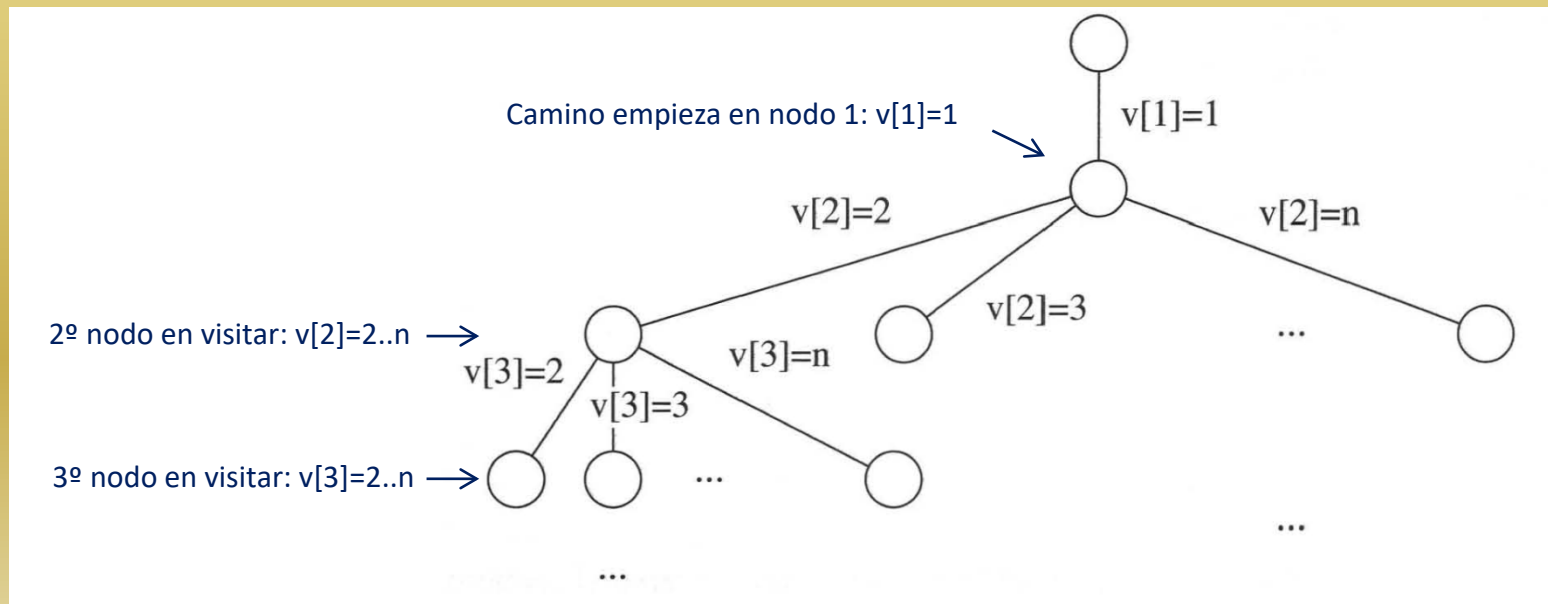 Camino empieza en nodo 1: v[1]=1
v[1]=1
v[2]=2
v[2]=n
v[2]=3
...
2º nodo en visitar: v[2]=2..n
v[3]=2
v[3]=n
v[3]=3
3º nodo en visitar: v[3]=2..n
...
...
...